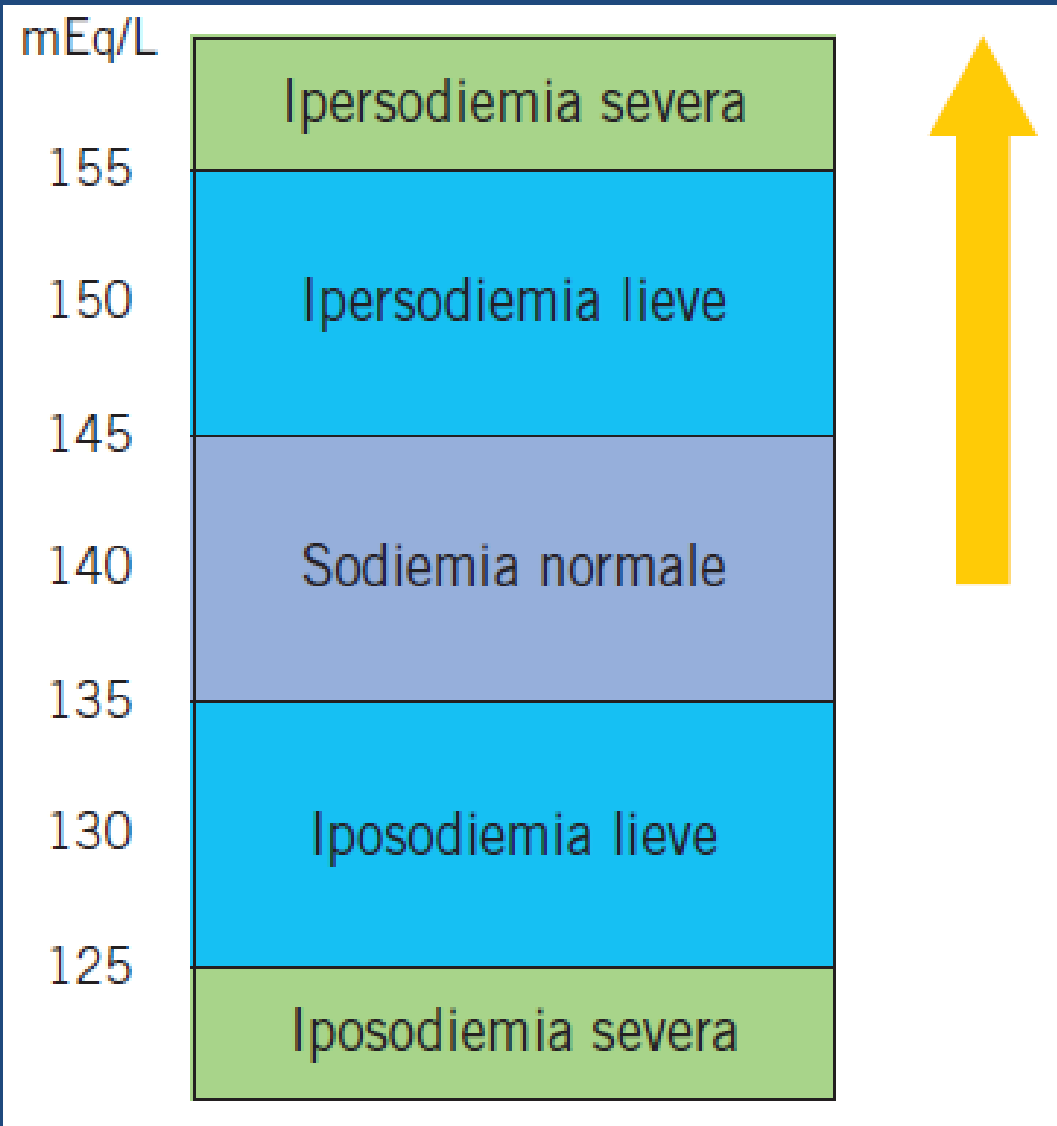 mEq/L
Ipersodiemia severa
155
150
Ipersodiemia lieve
145
140
Sodiemia normale
135
130
Iposodiemia lieve
125
Iposodiemia severa